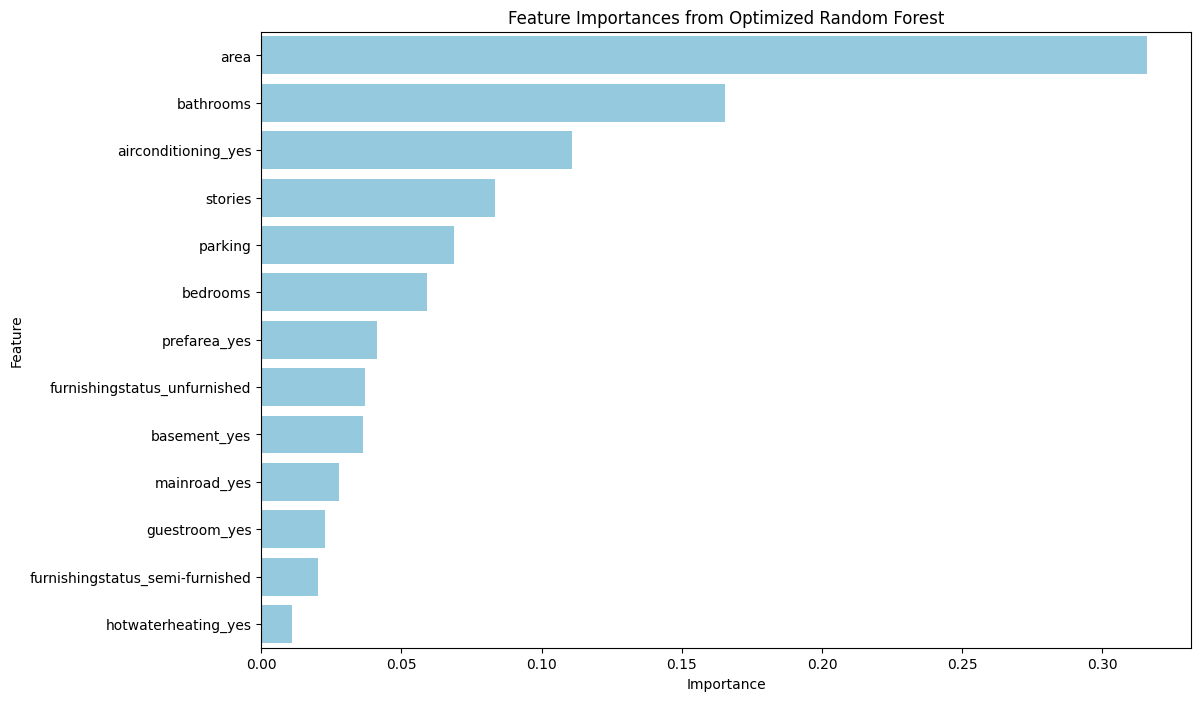 Feature Importances from Optimized Random Forest
area
bathrooms
airconditioning_yes
stories
parking
bedrooms
prefarea_yes
furnishingstatus_unfurnished
basement_yes
mainroad_yes
guestroom_yes
furnishingstatus_semi-furnished
hotwaterheating_yes
Feature
0.00 0.05 0.10 0.15 0.20 0.25 0.30
Importance